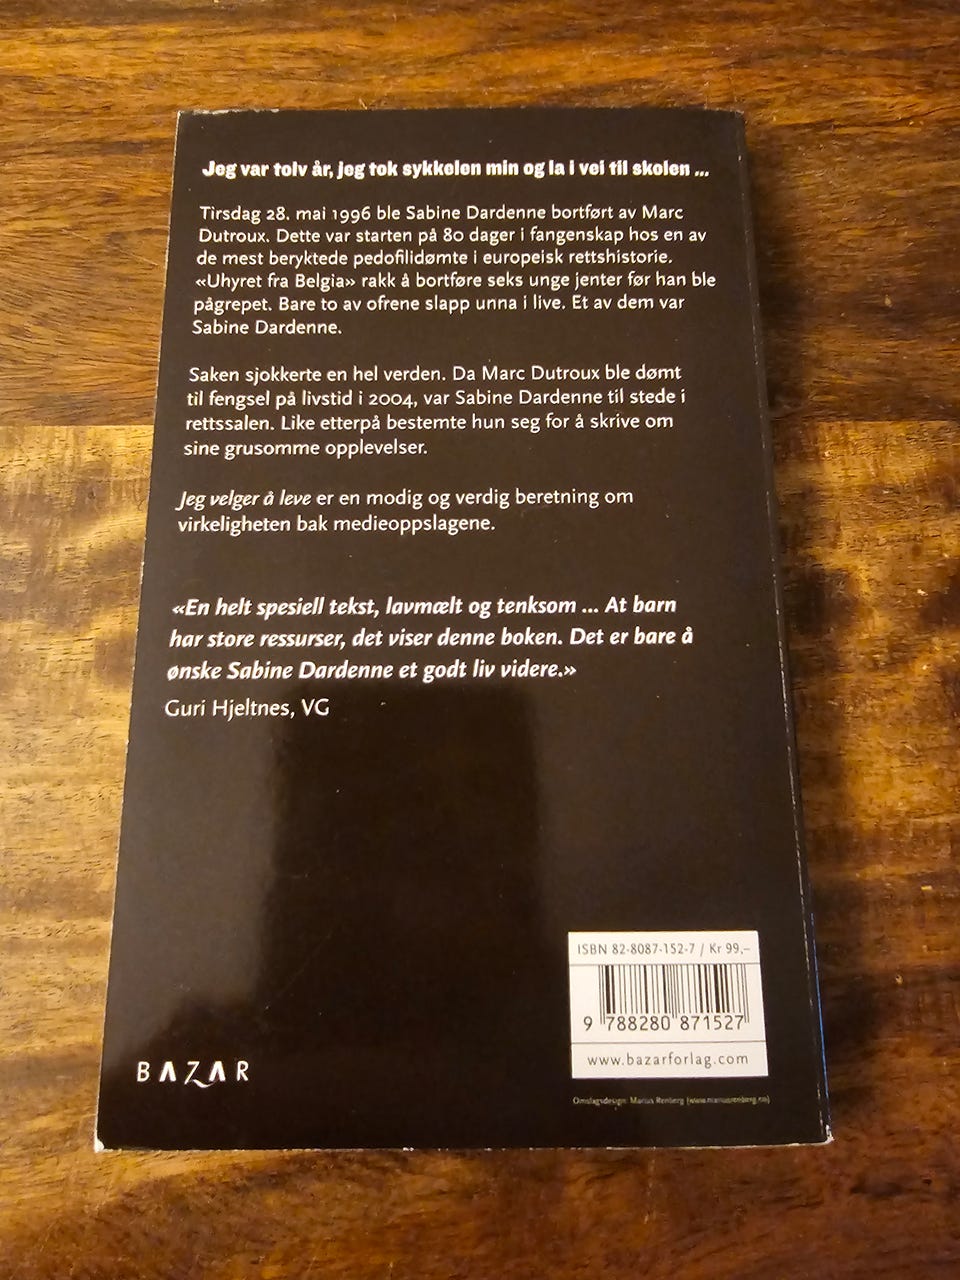 Jeg var tolv år, jeg tok sykkelen min og la i vei til skolen ...
Tirsdag 28. mai 1996 ble Sabine Dardenne bortført av Marc
Dutroux. Dette var starten på 80 dager i fangenskap hos en av
de mest beryktede pedofilidømte i europeisk rettshistorie.
«Uhyret fra Belgia» rakk å bortføre seks unge jenter før han ble
pågrepet. Bare to av ofrene slapp unna i live. Et av dem var
Sabine Dardenne.
Saken sjokkerte en hel verden. Da Marc Dutroux ble dømt
til fengsel på livstid i 2004, var Sabine Dardenne til stede i
rettssalen. Like etterpå bestemte hun seg for å skrive om
sine grusomme opplevelser.
Jeg velger å leve er en modig og verdig beretning om
virkeligheten bak medieoppslagene.
«En helt spesiell tekst, lavmælt og tenksom ... At barn
har store ressurser, det viser denne boken. Det er bare å
ønske Sabine Dardenne et godt liv videre.»
Guri Hjeltnes, VG
ISBN 82-8087-152-7 / Kr 99,–
9 788280 871527
www.bazarforlag.com
BAZAR
Omslagsdesign: Marius Renberg (www.mariusrenberg.no)